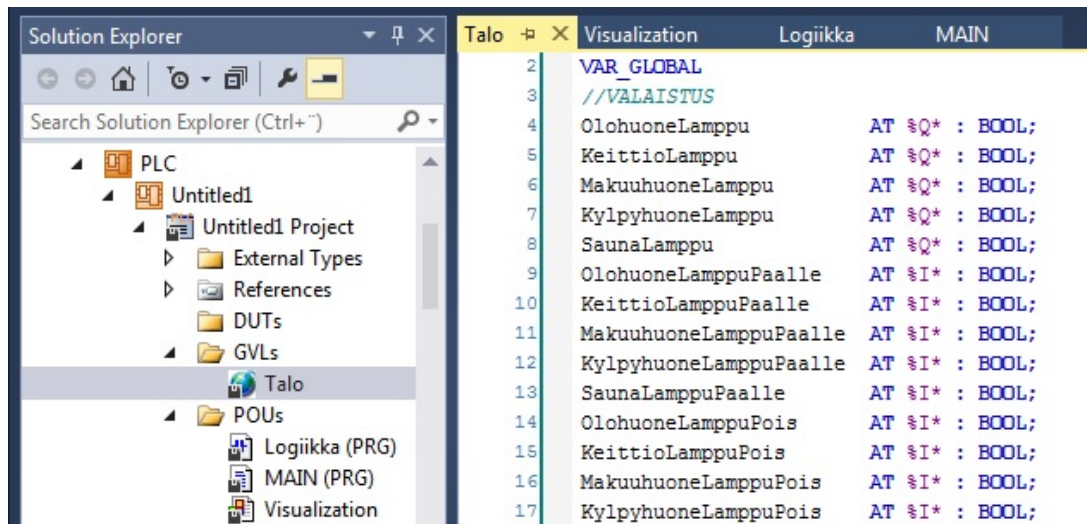 Solution Explorer
Search Solution Explorer (Ctrl+¨)
PLC
Untitled1
Untitled1 Project
External Types
References
DUTs
GVLs
Talo
POUs
Logiikka (PRG)
MAIN (PRG)
Visualization
Talo Visualization Logiikka MAIN
2 VAR_GLOBAL
3 //VALAISTUS
4 OlohuoneLamppu AT %Q* : BOOL;
5 KeittioLamppu AT %Q* : BOOL;
6 MakuuhuoneLamppu AT %Q* : BOOL;
7 KylpyhuoneLamppu AT %Q* : BOOL;
8 SaunaLamppu AT %Q* : BOOL;
9 OlohuoneLamppuPaalle AT %I* : BOOL;
10 KeittioLamppuPaalle AT %I* : BOOL;
11 MakuuhuoneLamppuPaalle AT %I* : BOOL;
12 KylpyhuoneLamppuPaalle AT %I* : BOOL;
13 SaunaLamppuPaalle AT %I* : BOOL;
14 OlohuoneLamppuPois AT %I* : BOOL;
15 KeittioLamppuPois AT %I* : BOOL;
16 MakuuhuoneLamppuPois AT %I* : BOOL;
17 KylpyhuoneLamppuPois AT %I* : BOOL;